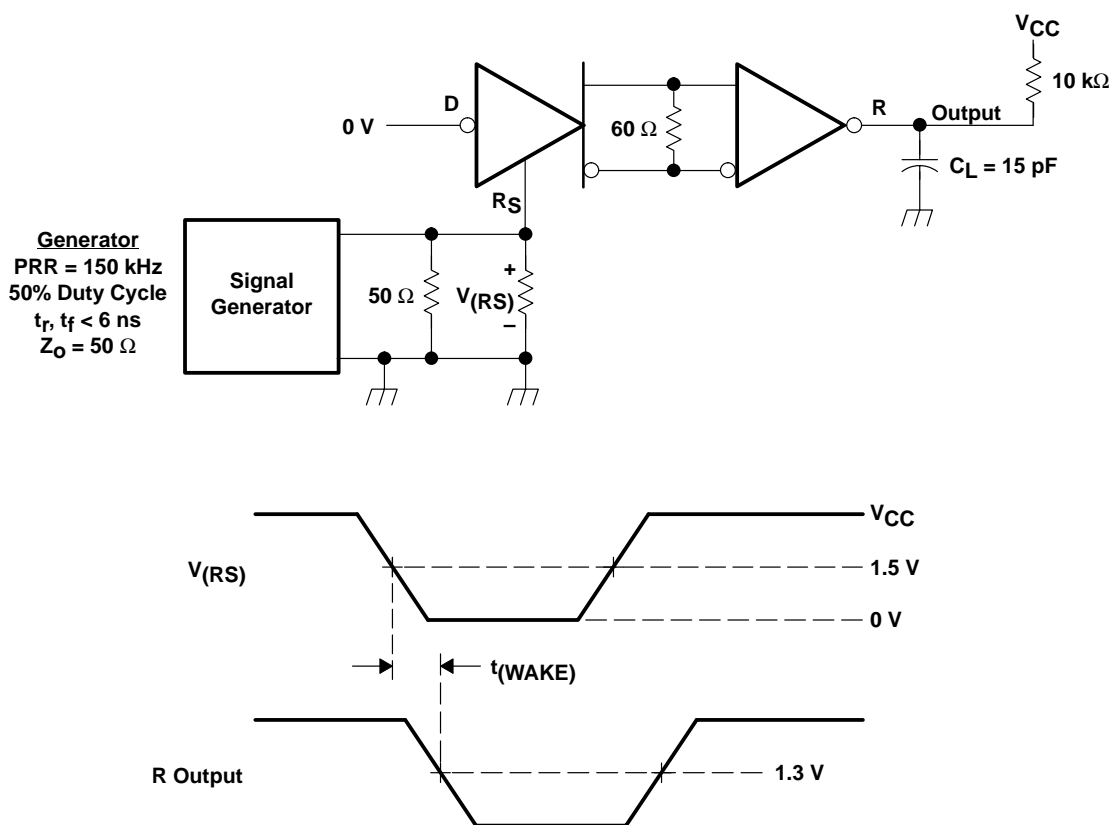 VCC
10 kΩ
D
R
Output
0 V
60 Ω
CL = 15 pF
RS
Generator
PRR = 150 kHz
50% Duty Cycle
tr, tf < 6 ns
Zo = 50 Ω
Signal
Generator
50 Ω
+
V(RS)
–
VCC
V(RS)
1.5 V
0 V
t(WAKE)
R Output
1.3 V